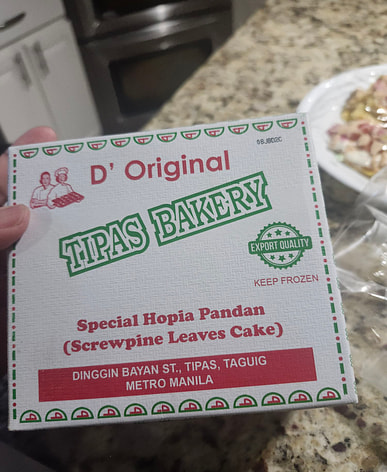 D' Original
TIPAS BAKERY
EXPORT QUALITY
KEEP FROZEN
Special Hopia Pandan
(Screwpine Leaves Cake)
DINGGIN BAYAN ST., TIPAS, TAGUIG
METRO MANILA